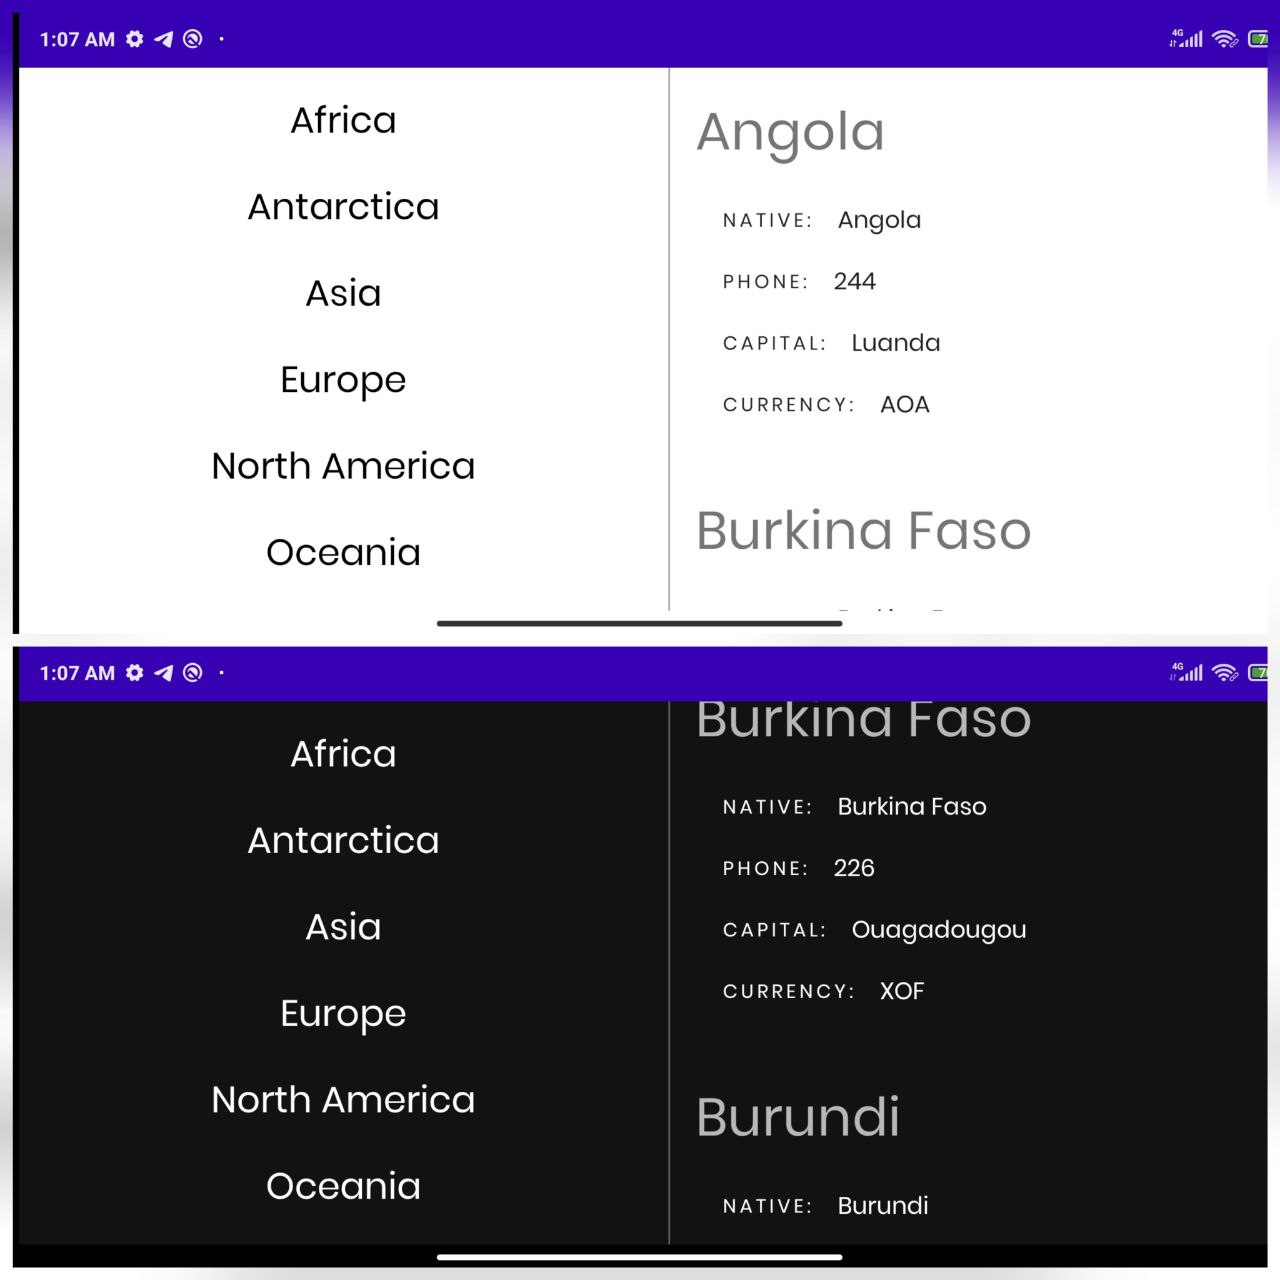 1:07 AM
4G
Africa
Antarctica
Asia
Europe
North America
Oceania
Angola
NATIVE: Angola
PHONE: 244
CAPITAL: Luanda
CURRENCY: AOA
Burkina Faso
1:07 AM
4G
Africa
Antarctica
Asia
Europe
North America
Oceania
Burkina Faso
NATIVE: Burkina Faso
PHONE: 226
CAPITAL: Ouagadougou
CURRENCY: XOF
Burundi
NATIVE: Burundi